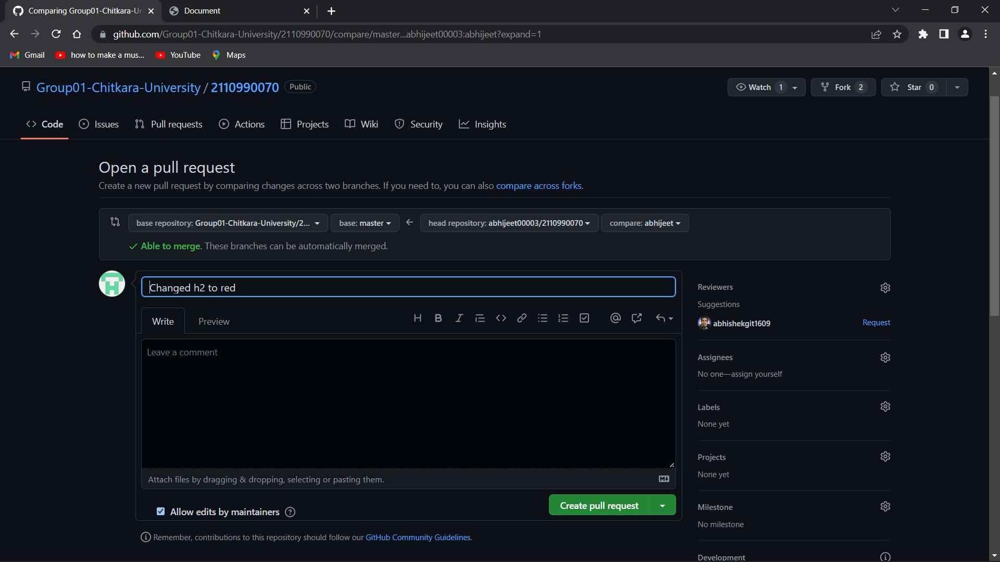 Comparing Group01-Chitkara-Un
Document
github.com/Group01-Chitkara-University/2110990070/compare/master...abhijeet00003:abhijeet?expand=1
Gmail
how to make a mus...
YouTube
Maps
Group01-Chitkara-University / 2110990070 Public
Watch 1
Fork 2
Star 0
Code
Issues
Pull requests
Actions
Projects
Wiki
Security
Insights
Open a pull request
Create a new pull request by comparing changes across two branches. If you need to, you can also compare across forks.
base repository: Group01-Chitkara-University/2...
base: master
head repository: abhijeet00003/2110990070
compare: abhijeet
Able to merge. These branches can be automatically merged.
Changed h2 to red
Write
Preview
Leave a comment
Attach files by dragging & dropping, selecting or pasting them.
Allow edits by maintainers
Create pull request
Remember, contributions to this repository should follow our GitHub Community Guidelines.
Reviewers
Suggestions
abhishekgit1609
Request
Assignees
No one—assign yourself
Labels
None yet
Projects
None yet
Milestone
No milestone
Development